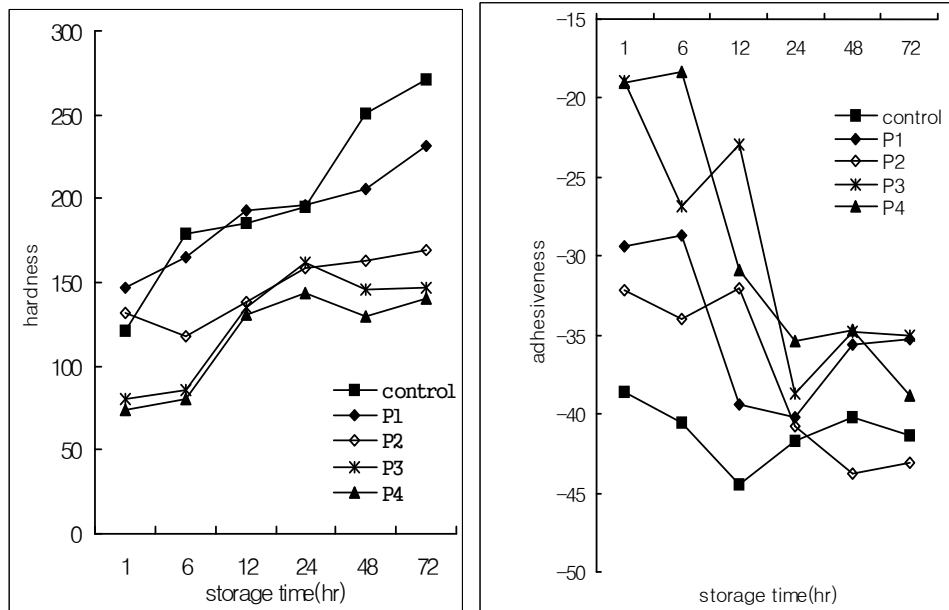 300
250
200
150
100
50
0
hardness
control
P1
P2
P3
P4
1 6 12 24 48 72
storage time(hr)
-15
-20
-25
-30
-35
-40
-45
-50
adhesiveness
1 6 12 24 48 72
control
P1
P2
P3
P4
storage time(hr)